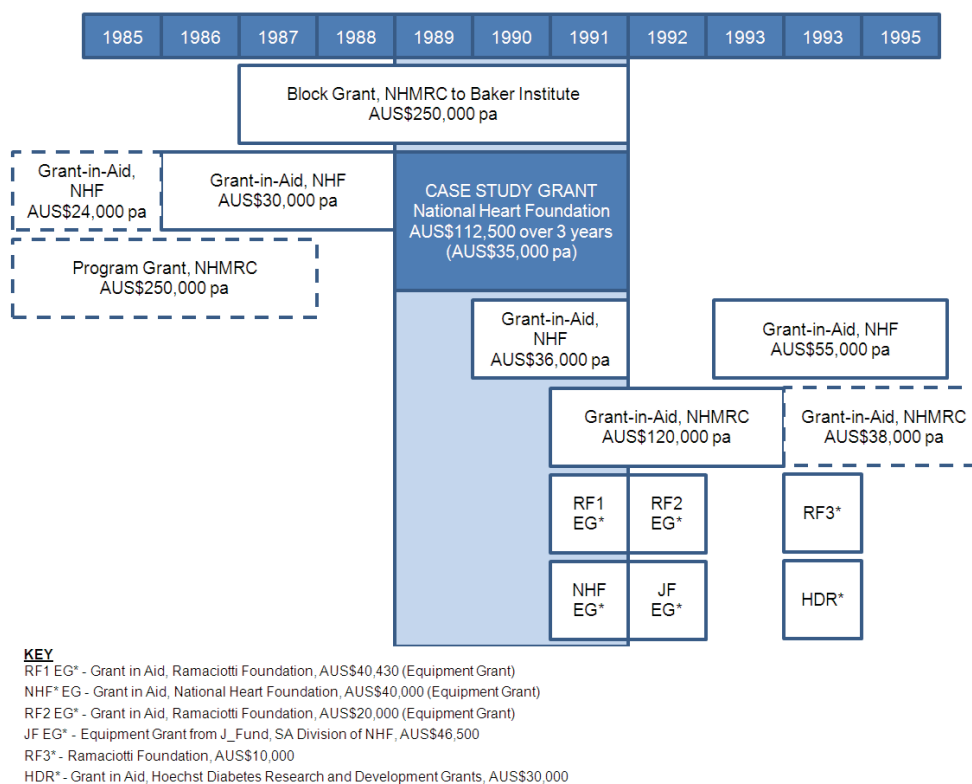 1985 1986 1987 1988 1989 1990 1991 1992 1993 1993 1995
Block Grant, NHMRC to Baker Institute
AUS$250,000 pa
Grant-in-Aid,
NHF
AUS$24,000 pa
Grant-in-Aid, NHF
AUS$30,000 pa
CASE STUDY GRANT
National Heart Foundation
AUS$112,500 over 3 years
(AUS$35,000 pa)
Program Grant, NHMRC
AUS$250,000 pa
Grant-in-Aid,
NHF
AUS$36,000 pa
Grant-in-Aid, NHF
AUS$55,000 pa
Grant-in-Aid, NHMRC
AUS$120,000 pa
Grant-in-Aid, NHMRC
AUS$38,000 pa
RF1
EG*
RF2
EG*
RF3*
NHF
EG*
JF
EG*
HDR*
KEY
RF1 EG* - Grant in Aid, Ramaciotti Foundation, AUS$40,430 (Equipment Grant)
NHF* EG - Grant in Aid, National Heart Foundation, AUS$40,000 (Equipment Grant)
RF2 EG* - Grant in Aid, Ramaciotti Foundation, AUS$20,000 (Equipment Grant)
JF EG* - Equipment Grant from J_Fund, SA Division of NHF, AUS$46,500
RF3* - Ramaciotti Foundation, AUS$10,000
HDR* - Grant in Aid, Hoechst Diabetes Research and Development Grants, AUS$30,000